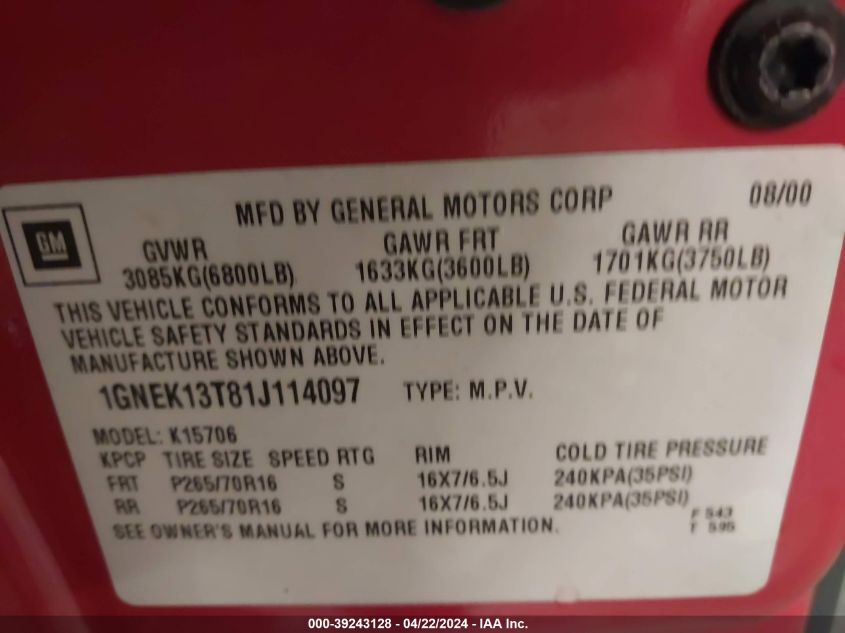 MFD BY GENERAL MOTORS CORP 08/00
GM
GVWR GAWR FRT GAWR RR
3085KG(6800LB) 1633KG(3600LB) 1701KG(3750LB)
THIS VEHICLE CONFORMS TO ALL APPLICABLE U.S. FEDERAL MOTOR
VEHICLE SAFETY STANDARDS IN EFFECT ON THE DATE OF
MANUFACTURE SHOWN ABOVE.
1GNEK13T81J114097 TYPE: M.P.V.
MODEL: K15706
KPCP TIRE SIZE SPEED RTG RIM COLD TIRE PRESSURE
FRT P265/70R16 S 16X7/6.5J 240KPA(35PSI)
RR P265/70R16 S 16X7/6.5J 240KPA(35PSI)
SEE OWNER'S MANUAL FOR MORE INFORMATION.
F 543
T 595
000-39243128 - 04/22/2024 - IAA Inc.